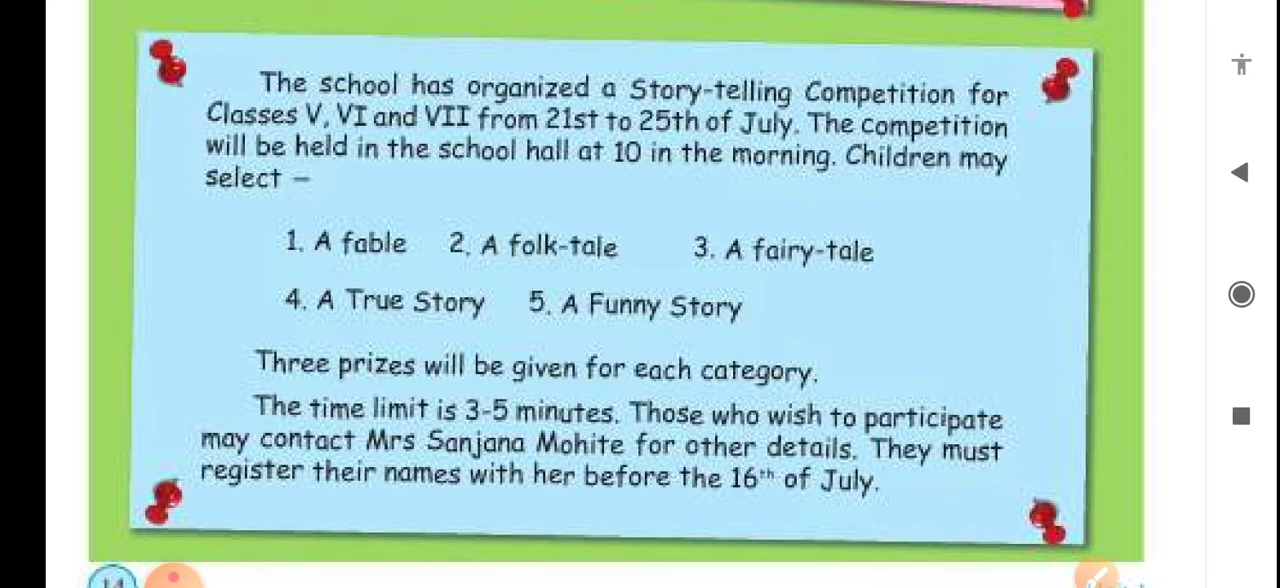 The school has organized a Story-telling Competition for
Classes V, VI and VII from 21st to 25th of July. The competition
will be held in the school hall at 10 in the morning. Children may
select –
1. A fable 2. A folk-tale 3. A fairy-tale
4. A True Story 5. A Funny Story
Three prizes will be given for each category.
The time limit is 3-5 minutes. Those who wish to participate
may contact Mrs Sanjana Mohite for other details. They must
register their names with her before the 16th of July.